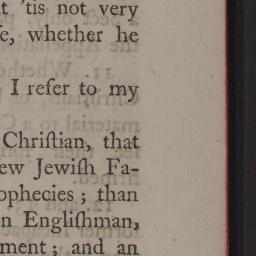 t 'tis not very
e, whether he
I refer to my
Chriſtian, that
ew Jewiſh Fa-
ophecies; than
n Engliſhman,
ment; and an